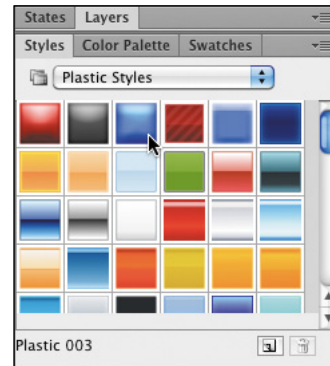 States Layers
Styles Color Palette Swatches
Plastic Styles
Plastic 003